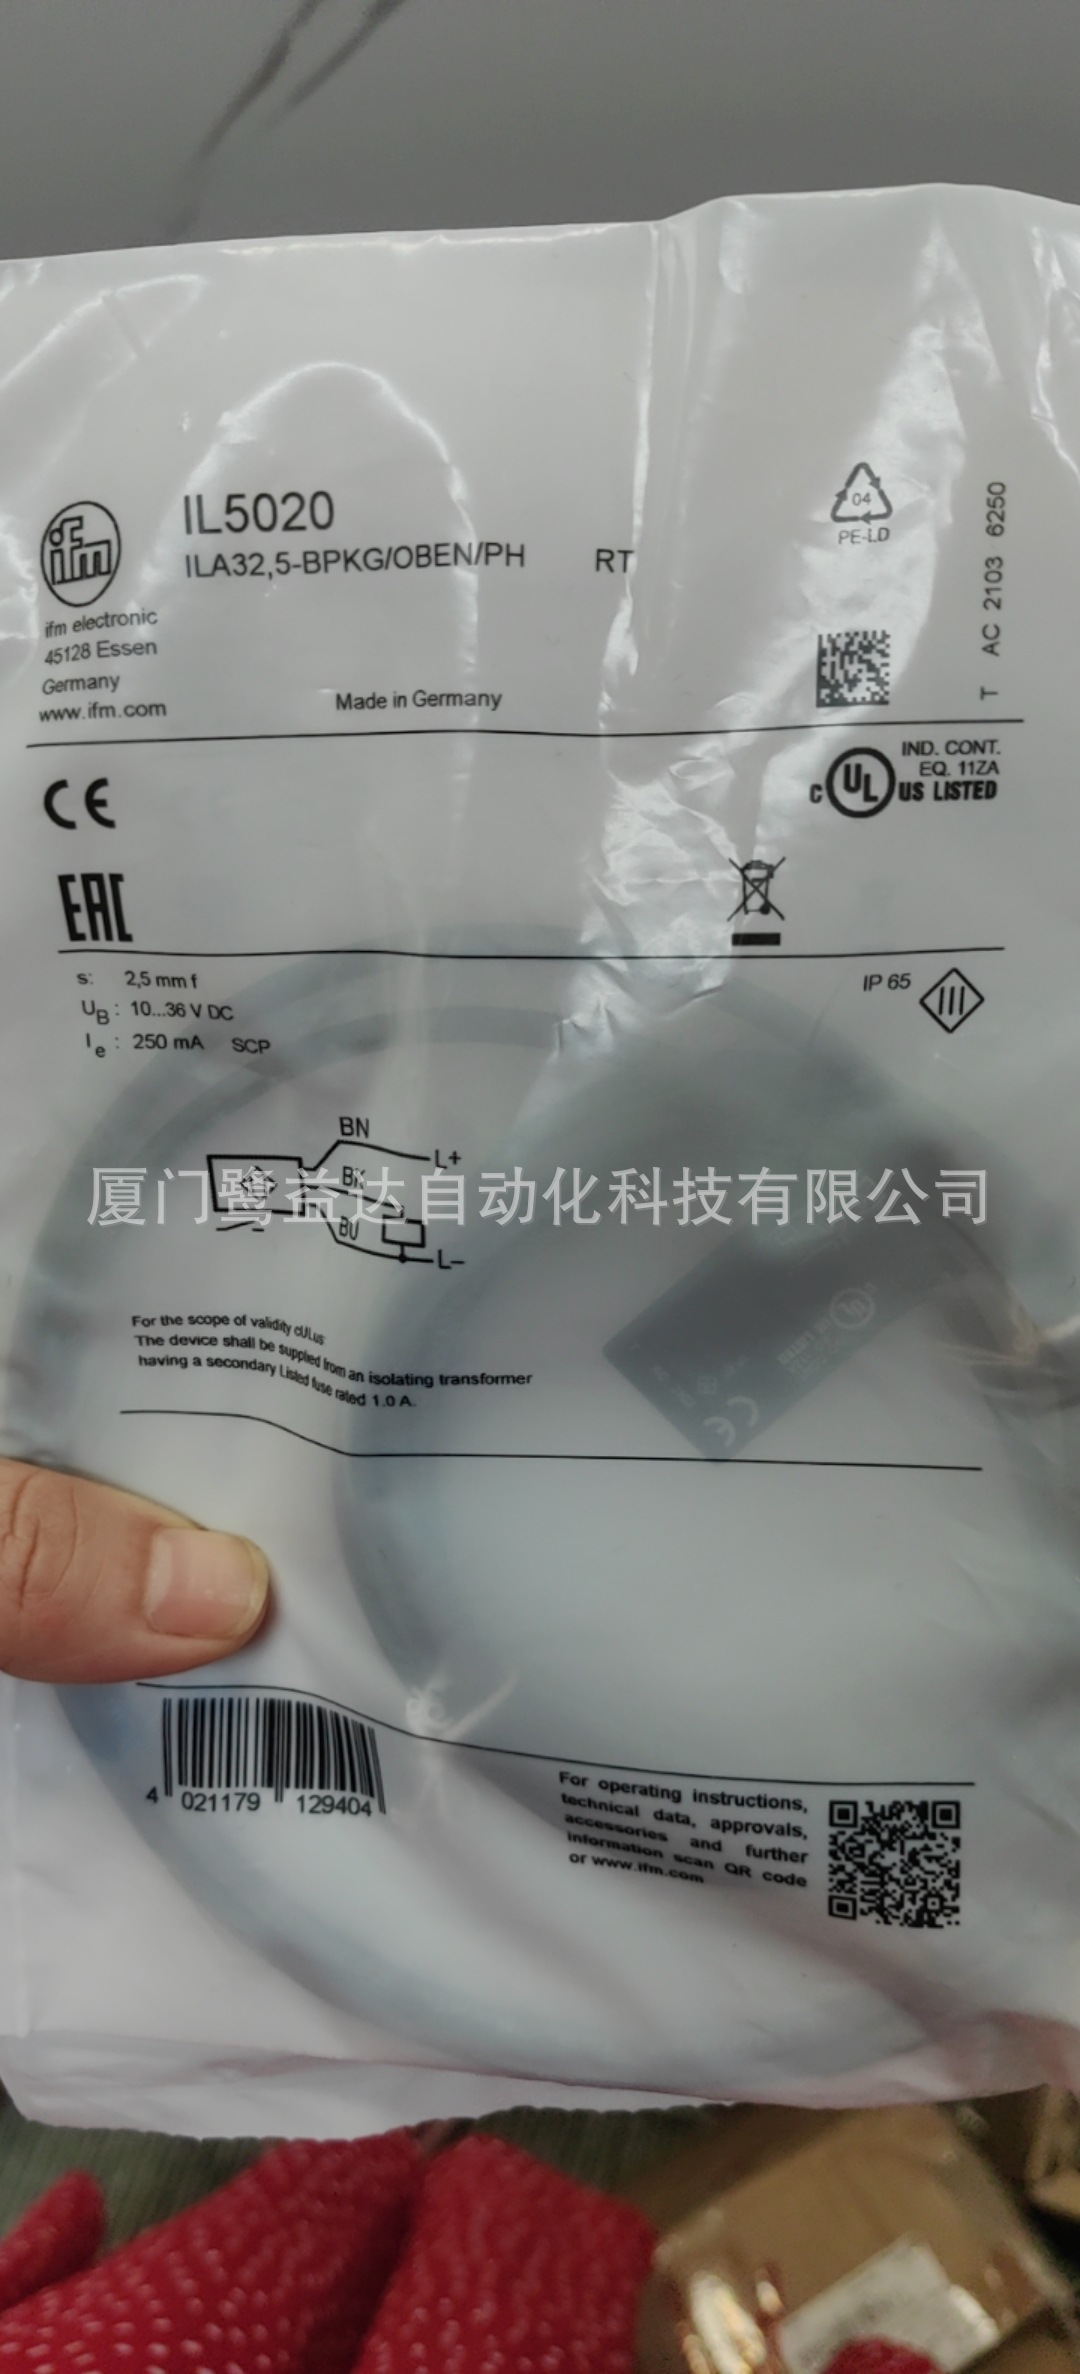 ifm
IL5020
ILA32,5-BPKG/OBEN/PH RT
04
PE-LD
T AC 2103 6250
ifm electronic
45128 Essen
Germany
www.ifm.com
Made in Germany
CE
C UL US LISTED
IND. CONT.
EQ. 11ZA
EAC
s: 2,5 mm f
UB: 10...36 V DC
Ie: 250 mA SCP
IP 65
III
BN
L+
BK
BU
L−
厦门鹭益达自动化科技有限公司
For the scope of validity cULus
The device shall be supplied from an isolating transformer
having a secondary Listed fuse rated 1.0 A.
CE
4 021179 129404
For operating instructions,
technical data, approvals,
accessories and further
information scan QR code
or www.ifm.com